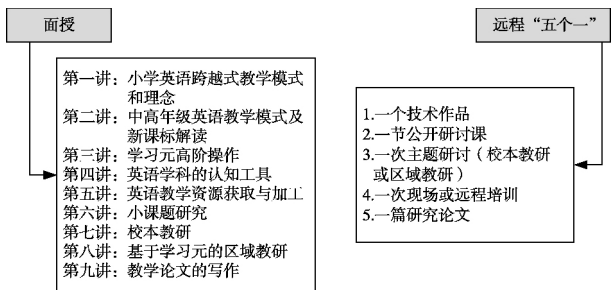 面授
远程“五个一”
第一讲：小学英语跨越式教学模式
和理念
第二讲：中高年级英语教学模式及
新课标解读
第三讲：学习元高阶操作
第四讲：英语学科的认知工具
第五讲：英语教学资源获取与加工
第六讲：小课题研究
第七讲：校本教研
第八讲：基于学习元的区域教研
第九讲：教学论文的写作
1.一个技术作品
2.一节公开研讨课
3.一次主题研讨（校本教研
或区域教研）
4.一次现场或远程培训
5.一篇研究论文